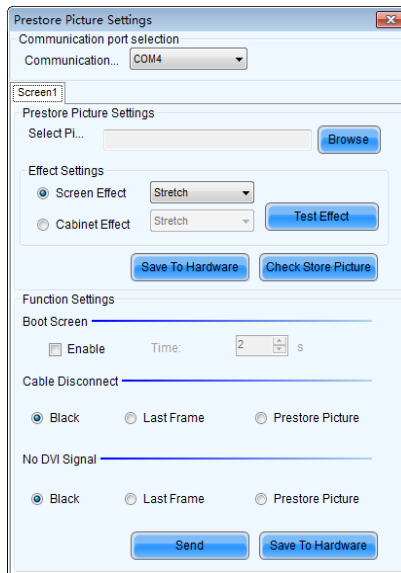 Prestore Picture Settings
Communication port selection
Communication... COM4
Screen1
Prestore Picture Settings
Select Pi... Browse
Effect Settings
Screen Effect Stretch
Cabinet Effect Stretch Test Effect
Save To Hardware Check Store Picture
Function Settings
Boot Screen
Enable Time: 2 s
Cable Disconnect
Black Last Frame Prestore Picture
No DVI Signal
Black Last Frame Prestore Picture
Send Save To Hardware